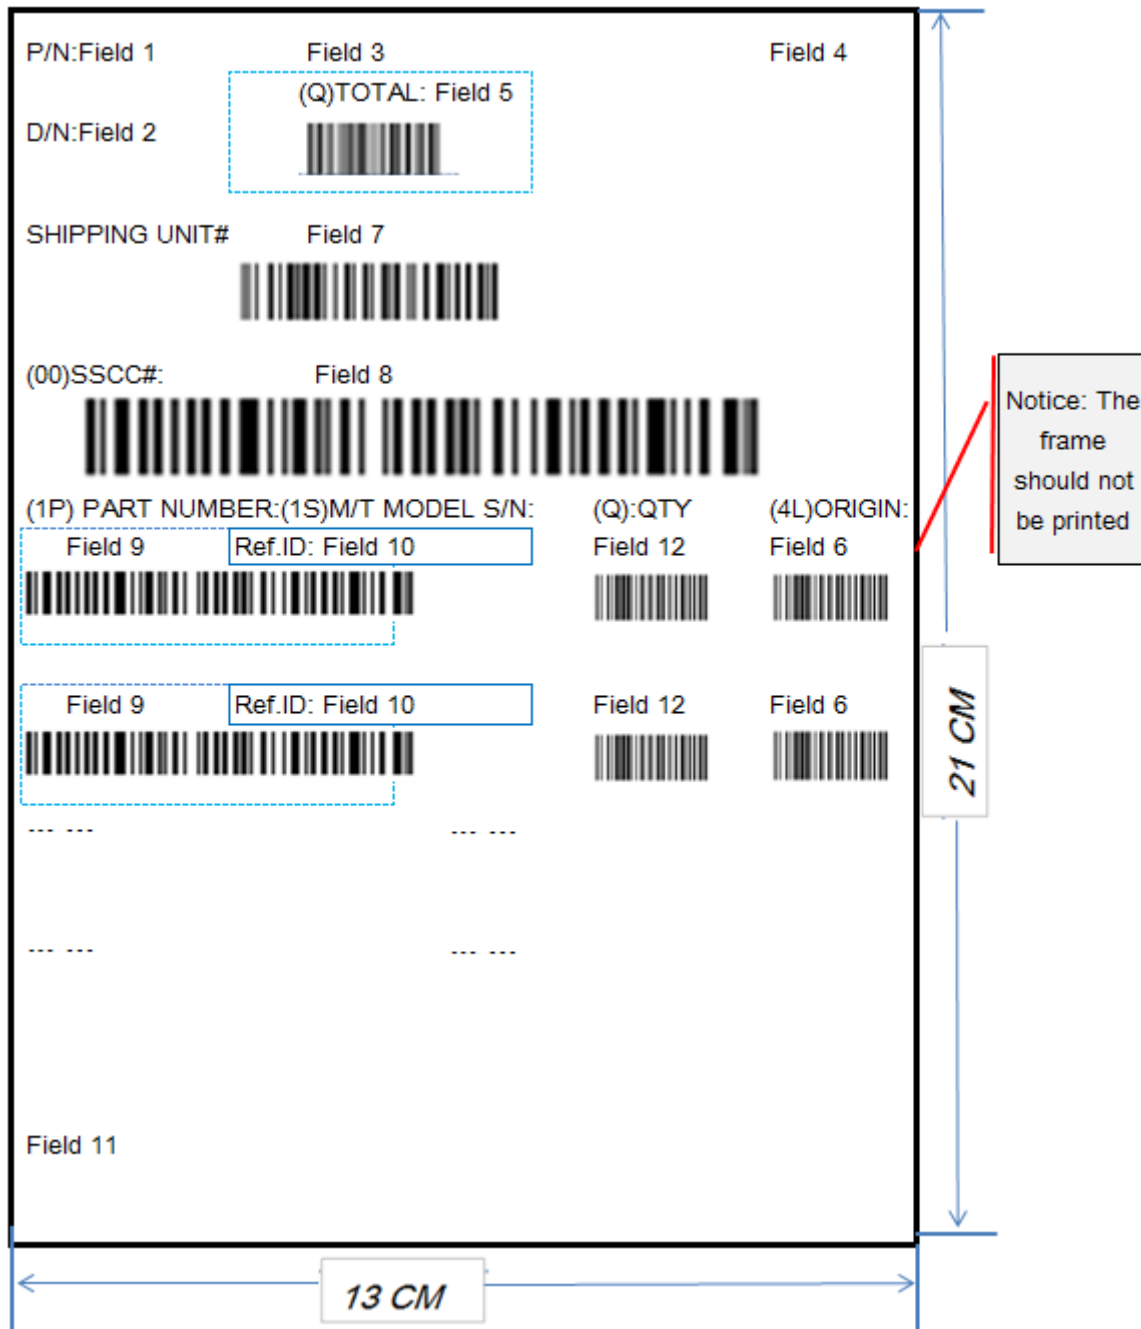 P/N:Field 1 Field 3 Field 4
(Q)TOTAL: Field 5
D/N:Field 2
SHIPPING UNIT# Field 7
(00)SSCC#: Field 8
(1P) PART NUMBER:(1S)M/T MODEL S/N: (Q):QTY (4L)ORIGIN:
Field 9 Ref.ID: Field 10 Field 12 Field 6
Field 9 Ref.ID: Field 10 Field 12 Field 6
--- --- --- ---
--- --- --- ---
Field 11
Notice: The
frame
should not
be printed
21 CM
13 CM